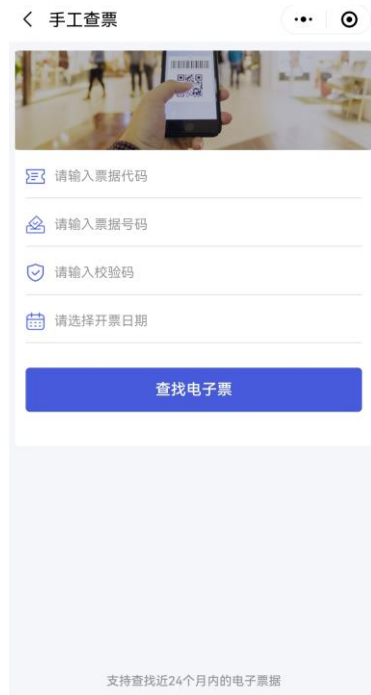 手工查票
请输入票据代码
请输入票据号码
请输入校验码
请选择开票日期
查找电子票
支持查找近24个月内的电子票据